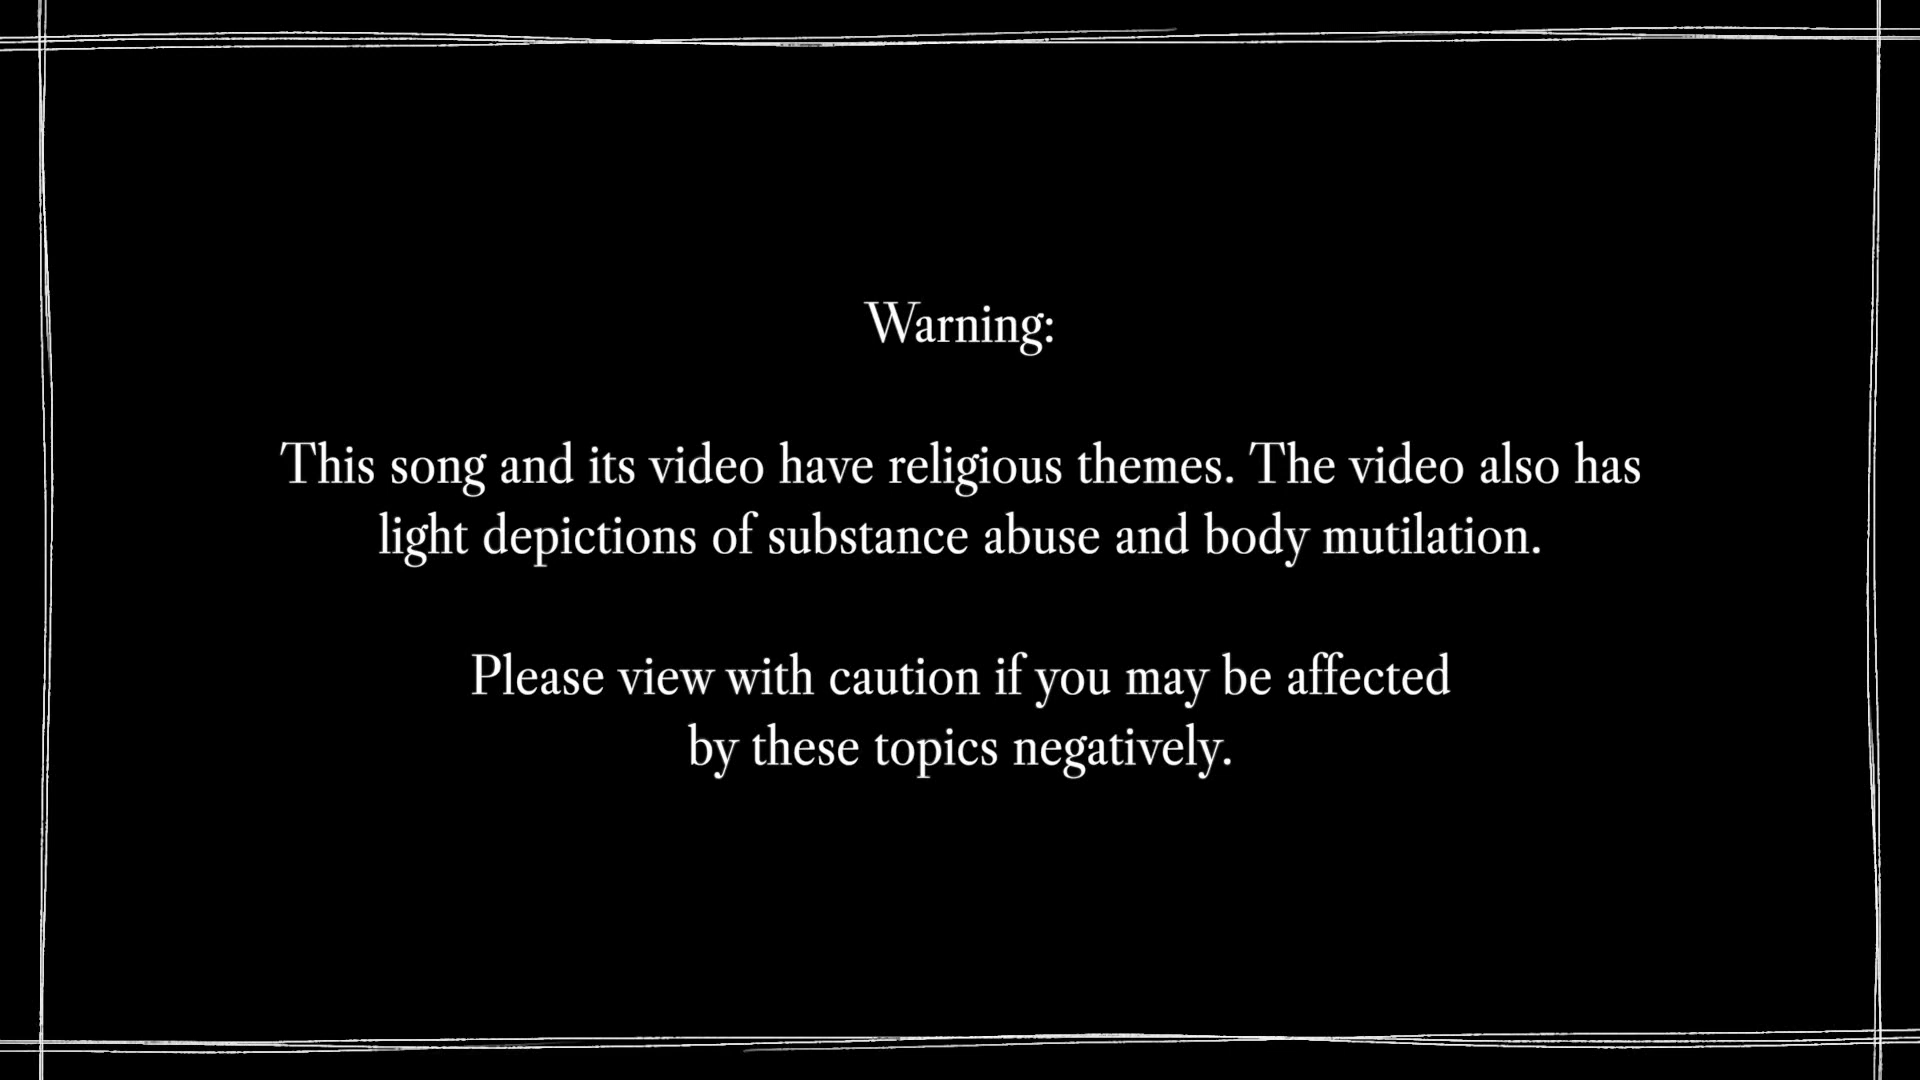 Warning:
This song and its video have religious themes. The video also has
light depictions of substance abuse and body mutilation.
Please view with caution if you may be affected
by these topics negatively.